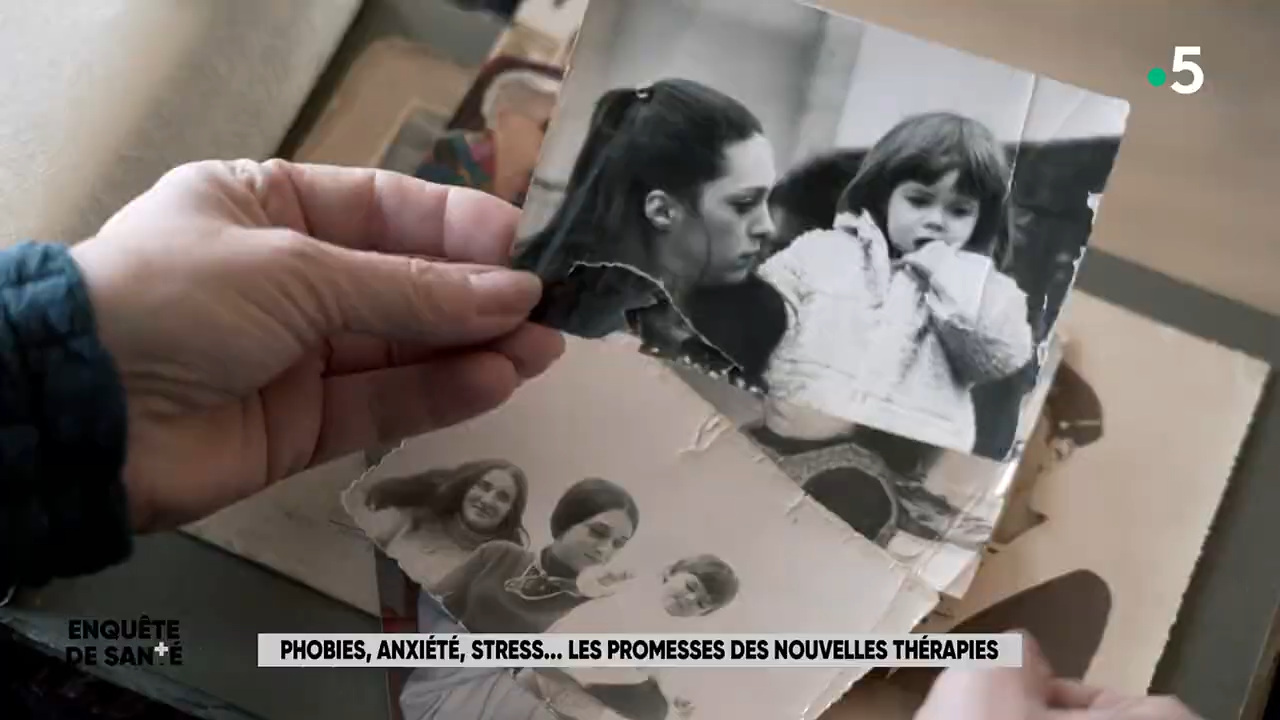 5
ENQUÊTE
DE SANTÉ
PHOBIES, ANXIÉTÉ, STRESS... LES PROMESSES DES NOUVELLES THÉRAPIES